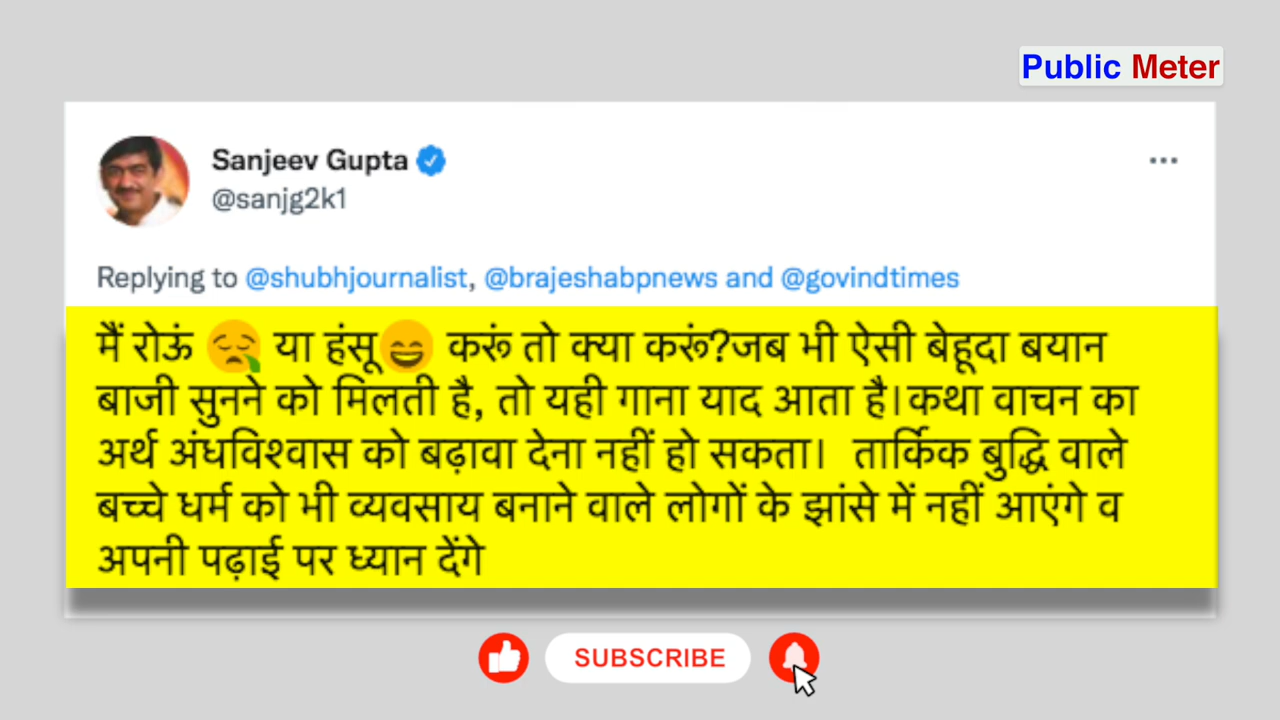 Public Meter
Sanjeev Gupta
@sanjg2k1
Replying to @shubhjournalist, @brajeshabpnews and @govindtimes
मैं रोऊं 😪 या हंसू😄 करूं तो क्या करूं?जब भी ऐसी बेहूदा बयान
बाजी सुनने को मिलती है, तो यही गाना याद आता है।कथा वाचन का
अर्थ अंधविश्वास को बढ़ावा देना नहीं हो सकता।  तार्किक बुद्धि वाले
बच्चे धर्म को भी व्यवसाय बनाने वाले लोगों के झांसे में नहीं आएंगे व
अपनी पढ़ाई पर ध्यान देंगे
SUBSCRIBE